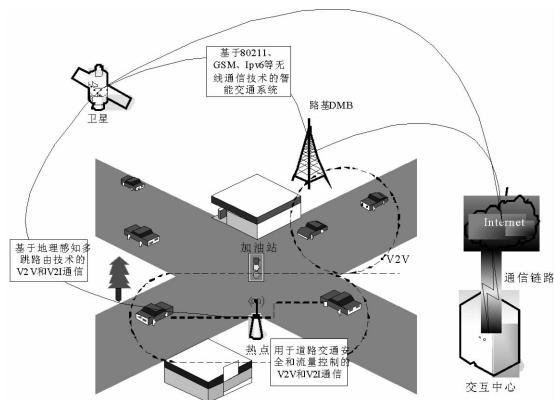 基于80211、
GSM、Ipv6等无
线通信技术的智
能交通系统
卫星
路基DMB
Internet
加油站
V2V
基于地理感知多
跳路由技术的
V2V和V2I通信
通信链路
热点
用于道路交通安
全和流量控制的
V2V和V2I通信
交互中心